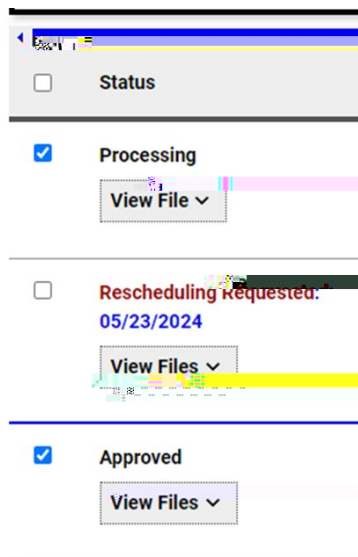 Status
Processing
View File
Rescheduling Requested:
05/23/2024
View Files
Approved
View Files